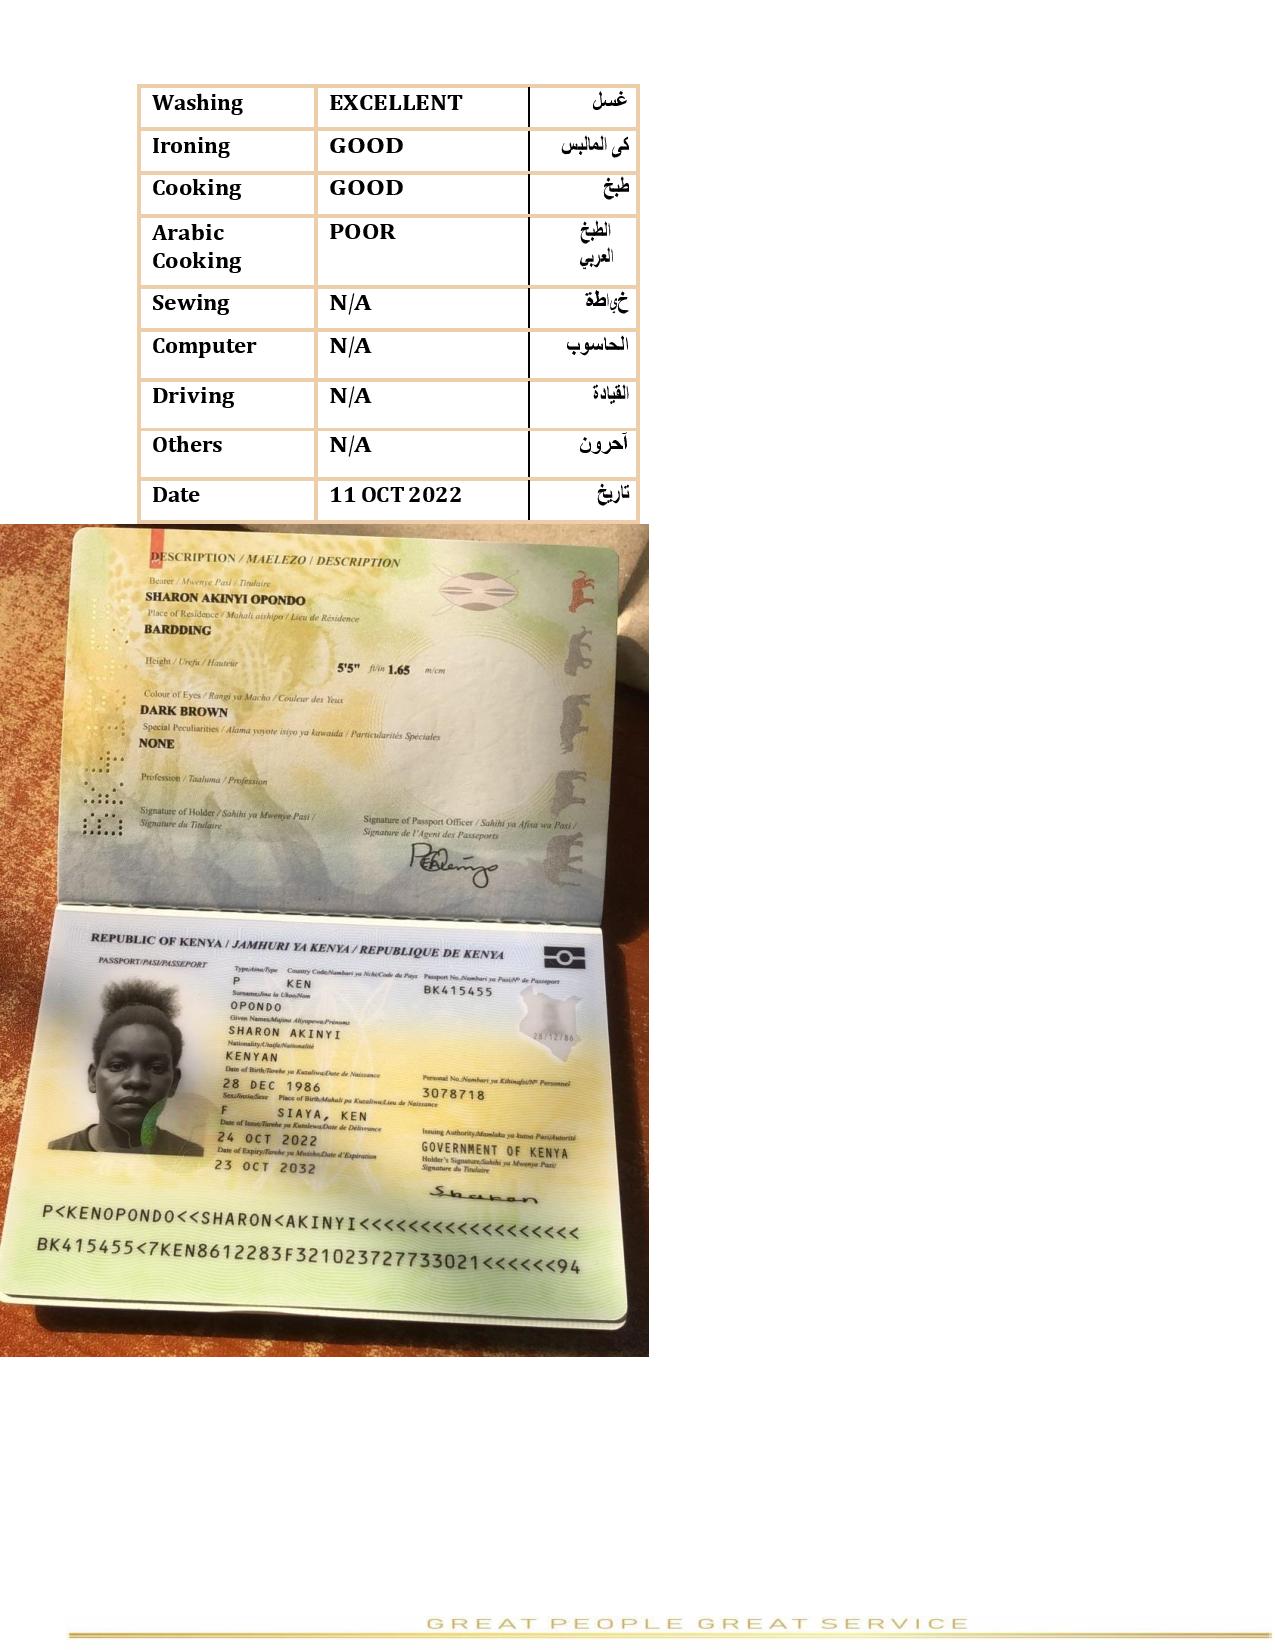 Washing EXCELLENT غسل
Ironing GOOD كى المالبس
Cooking GOOD طبخ
Arabic Cooking POOR الطبخ العربي
Sewing N/A خياطة
Computer N/A الحاسوب
Driving N/A القيادة
Others N/A آحرون
Date 11 OCT 2022 تاريخ
DESCRIPTION / MAELEZO / DESCRIPTION
Bearer / Mwenye Pasi / Titulaire
SHARON AKINYI OPONDO
Place of Residence / Mahali aishipo / Lieu de Résidence
BARDDING
Height / Urefu / Hauteur 5'5" ft/in 1.65 m/cm
Colour of Eyes / Rangi ya Macho / Couleur des Yeux
DARK BROWN
Special Peculiarities / Alama yoyote isiyo ya kawaida / Particularités Spéciales
NONE
Profession / Taaluma / Profession
Signature of Holder / Sahihi ya Mwenye Pasi /
Signature du Titulaire
Signature of Passport Officer / Sahihi ya Afisa wa Pasi /
Signature de l'Agent des Passeports
REPUBLIC OF KENYA / JAMHURI YA KENYA / REPUBLIQUE DE KENYA
PASSPORT/PASI/PASSEPORT
Type/Aina/Type Country Code/Nambari ya Nchi/Code du Pays Passport No./Nambari ya Pasi/Nº de Passeport
P KEN BK415455
Surname/Jina la Ukoo/Nom
OPONDO
Given Names/Majina Aliyopewa/Prénoms
SHARON AKINYI
28/12/86
Nationality/Utaifa/Nationalité
KENYAN
Date of Birth/Tarehe ya Kuzaliwa/Date de Naissance Personal No./Nambari ya Kibinafsi/Nº Personnel
28 DEC 1986 3078718
Sex/Jinsia/Sexe Place of Birth/Mahali pa Kuzaliwa/Lieu de Naissance
F SIAYA, KEN
Date of Issue/Tarehe ya Kutolewa/Date de Délivrance Issuing Authority/Mamlaka ya kutoa Pasi/Autorité
24 OCT 2022 GOVERNMENT OF KENYA
Date of Expiry/Tarehe ya Mwisho/Date d'Expiration Holder's Signature/Sahihi ya Mwenye Pasi/
Signature du Titulaire
23 OCT 2032
Sharon
P<KENOPONDO<<SHARON<AKINYI<<<<<<<<<<<<<<<<<<
BK415455<7KEN8612283F321023727733021<<<<<<94
GREAT PEOPLE GREAT SERVICE